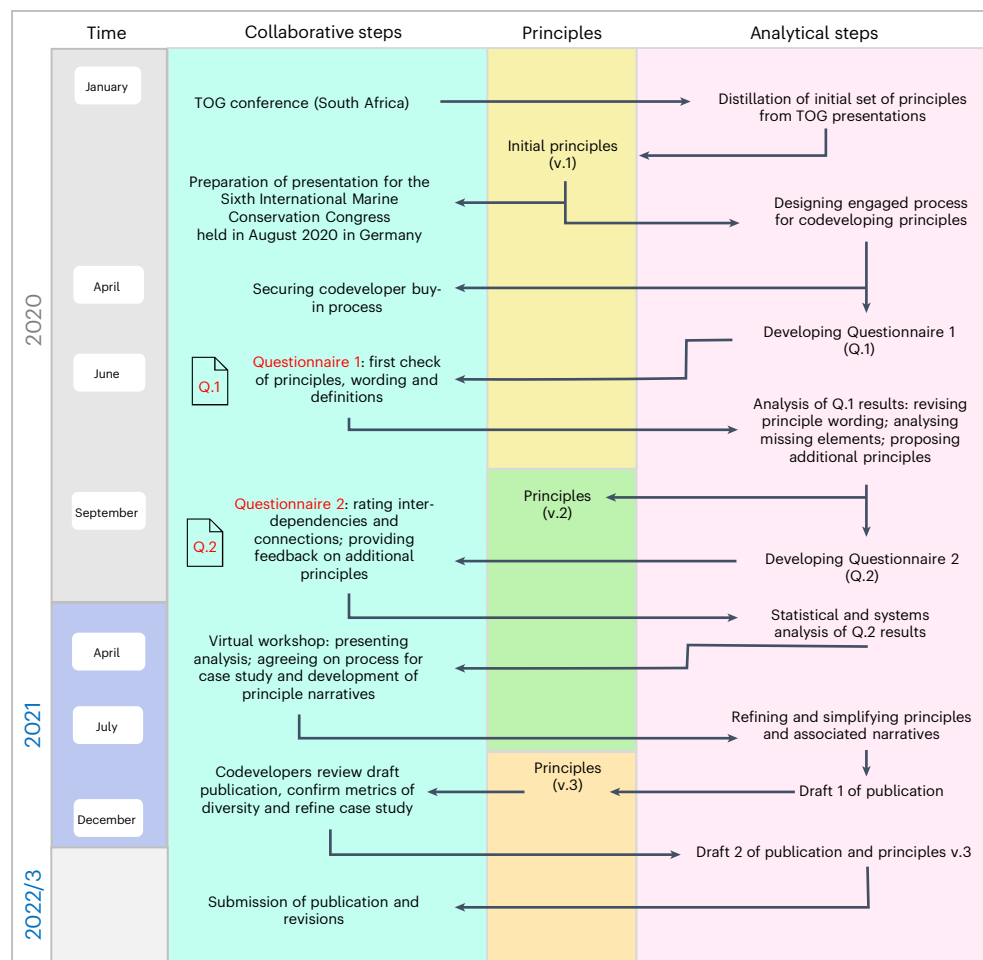 Time
Collaborative steps
Principles
Analytical steps
2020
January
TOG conference (South Africa)
Distillation of initial set of principles
from TOG presentations
Initial principles
(v.1)
Preparation of presentation for the
Sixth International Marine
Conservation Congress
held in August 2020 in Germany
Designing engaged process
for codeveloping principles
April
Securing codeveloper buy-
in process
Developing Questionnaire 1
(Q.1)
June
Q.1
Questionnaire 1: first check
of principles, wording and
definitions
Analysis of Q.1 results: revising
principle wording; analysing
missing elements; proposing
additional principles
September
Q.2
Questionnaire 2: rating inter-
dependencies and
connections; providing
feedback on additional
principles
Principles
(v.2)
Developing Questionnaire 2
(Q.2)
Statistical and systems
analysis of Q.2 results
2021
April
Virtual workshop: presenting
analysis; agreeing on process for
case study and development of
principle narratives
July
Refining and simplifying principles
and associated narratives
Codevelopers review draft
publication, confirm metrics of
diversity and refine case study
Principles
(v.3)
Draft 1 of publication
December
Draft 2 of publication and principles v.3
2022/3
Submission of publication and
revisions